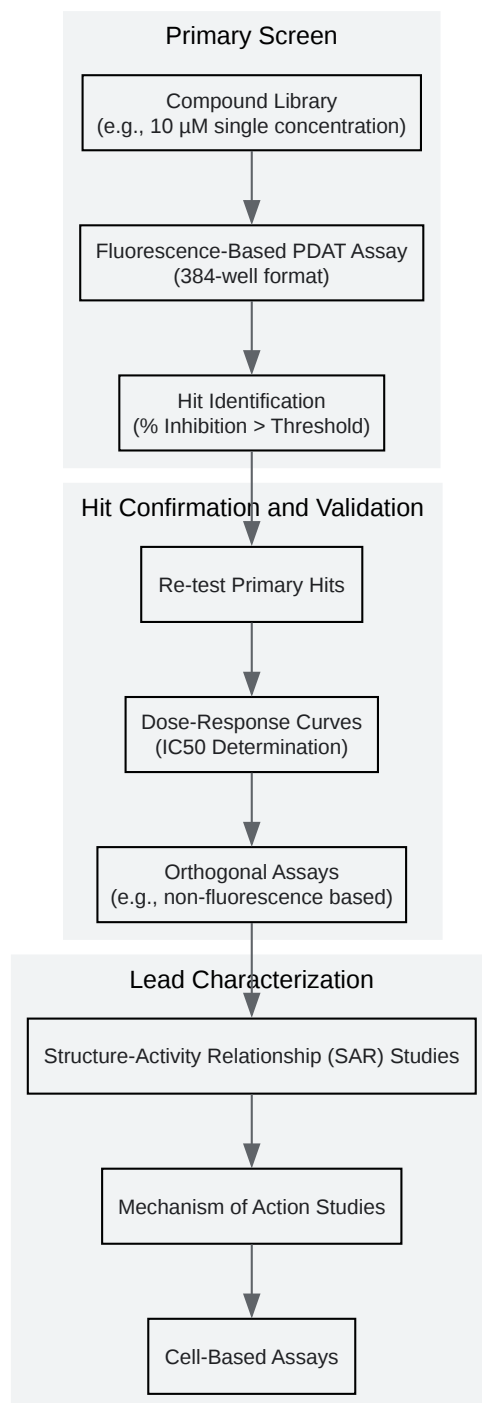 Primary Screen
Compound Library
(e.g., 10 µM single concentration)
Fluorescence-Based PDAT Assay
(384-well format)
Hit Identification
(% Inhibition > Threshold)
Hit Confirmation and Validation
Re-test Primary Hits
Dose-Response Curves
(IC50 Determination)
Orthogonal Assays
(e.g., non-fluorescence based)
Lead Characterization
Structure-Activity Relationship (SAR) Studies
Mechanism of Action Studies
Cell-Based Assays